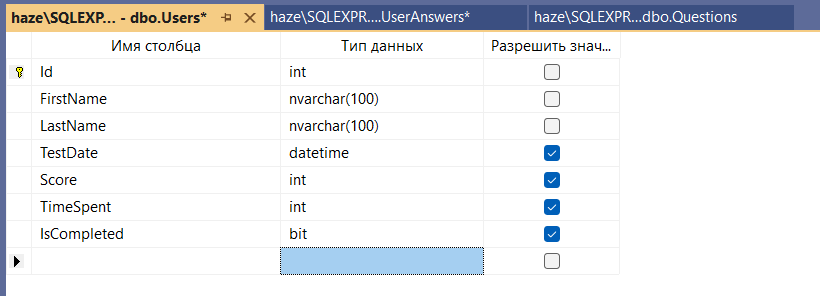 haze\SQLEXPR... - dbo.Users* haze\SQLEXPR....UserAnswers* haze\SQLEXPR...dbo.Questions
Имя столбца Тип данных Разрешить знач...
Id int
FirstName nvarchar(100)
LastName nvarchar(100)
TestDate datetime
Score int
TimeSpent int
IsCompleted bit